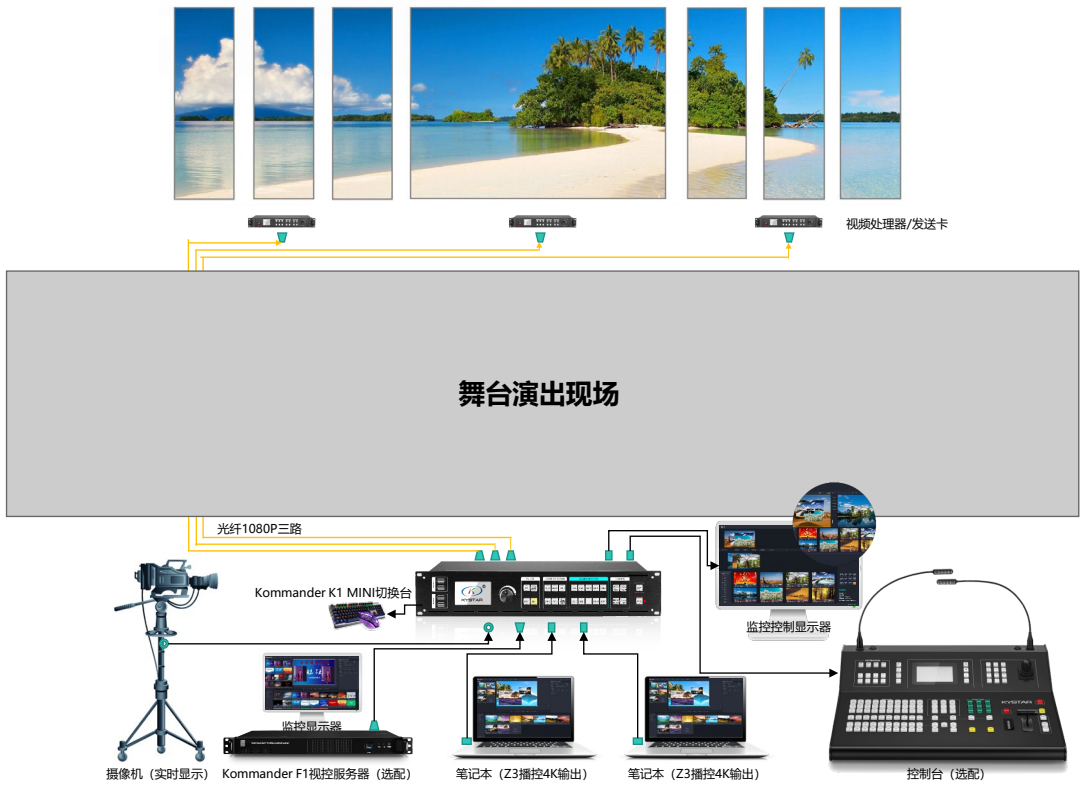 视频处理器/发送卡
舞台演出现场
光纤1080P三路
Kommander K1 MINI切换台
KYSTAR
监控控制显示器
监控显示器
KYSTAR
摄像机（实时显示）
Kommander F1视控服务器（选配）
笔记本（Z3播控4K输出）
笔记本（Z3播控4K输出）
控制台（选配）